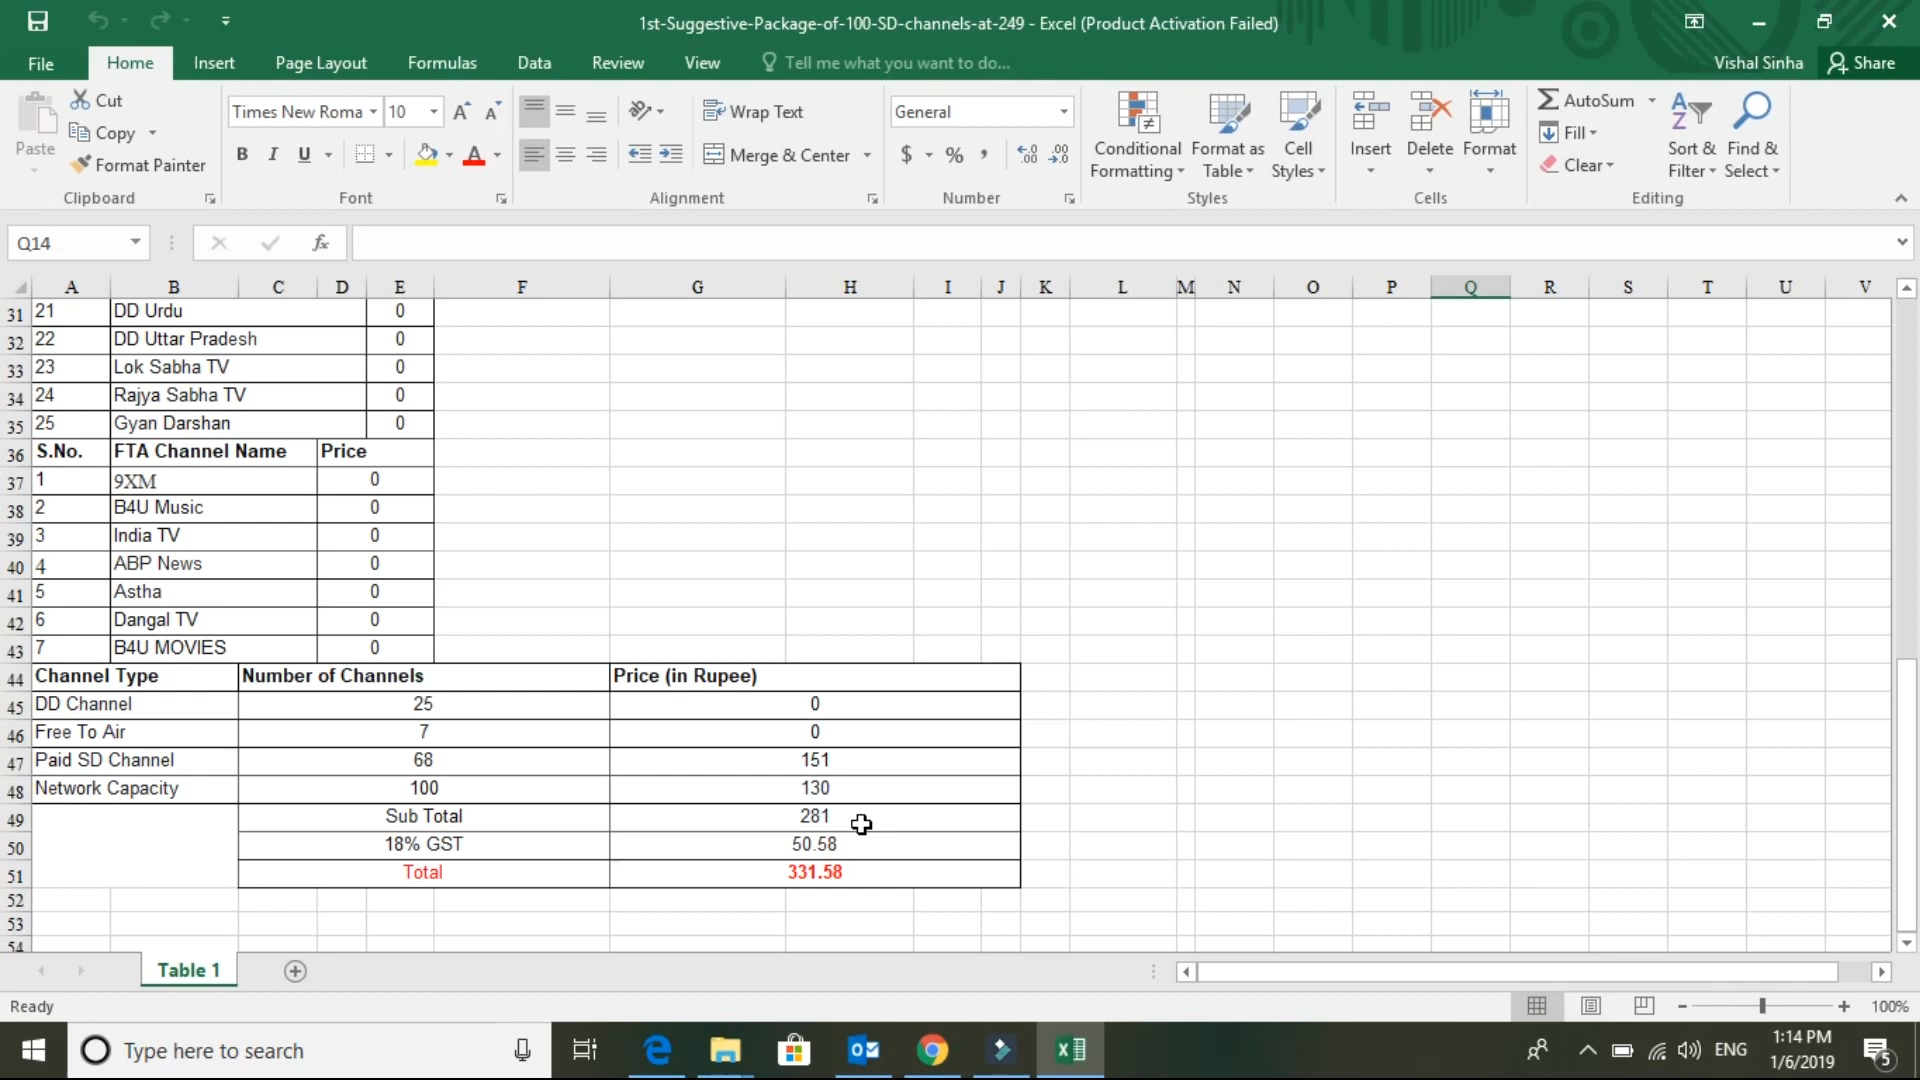 1st-Suggestive-Package-of-100-SD-channels-at-249 - Excel (Product Activation Failed)
File Home Insert Page Layout Formulas Data Review View Tell me what you want to do... Vishal Sinha Share
Paste Cut
Copy
Format Painter
Clipboard
Times New Roma 10
B I U
Font
Wrap Text
Merge & Center
Alignment
General
$ % ,
Number
Conditional Formatting
Format as Table
Cell Styles
Styles
Insert Delete Format
Cells
AutoSum
Fill
Clear
Sort & Filter
Find & Select
Editing
Q14 fx
A B C D E F G H I J K L M N O P Q R S T U V
31 21 DD Urdu 0
32 22 DD Uttar Pradesh 0
33 23 Lok Sabha TV 0
34 24 Rajya Sabha TV 0
35 25 Gyan Darshan 0
36 S.No. FTA Channel Name Price
37 1 9XM 0
38 2 B4U Music 0
39 3 India TV 0
40 4 ABP News 0
41 5 Astha 0
42 6 Dangal TV 0
43 7 B4U MOVIES 0
44 Channel Type Number of Channels Price (in Rupee)
45 DD Channel 25 0
46 Free To Air 7 0
47 Paid SD Channel 68 151
48 Network Capacity 100 130
49 Sub Total 281
50 18% GST 50.58
51 Total 331.58
52
53
54
Table 1
Ready 100%
Type here to search ENG 1:14 PM
1/6/2019 5